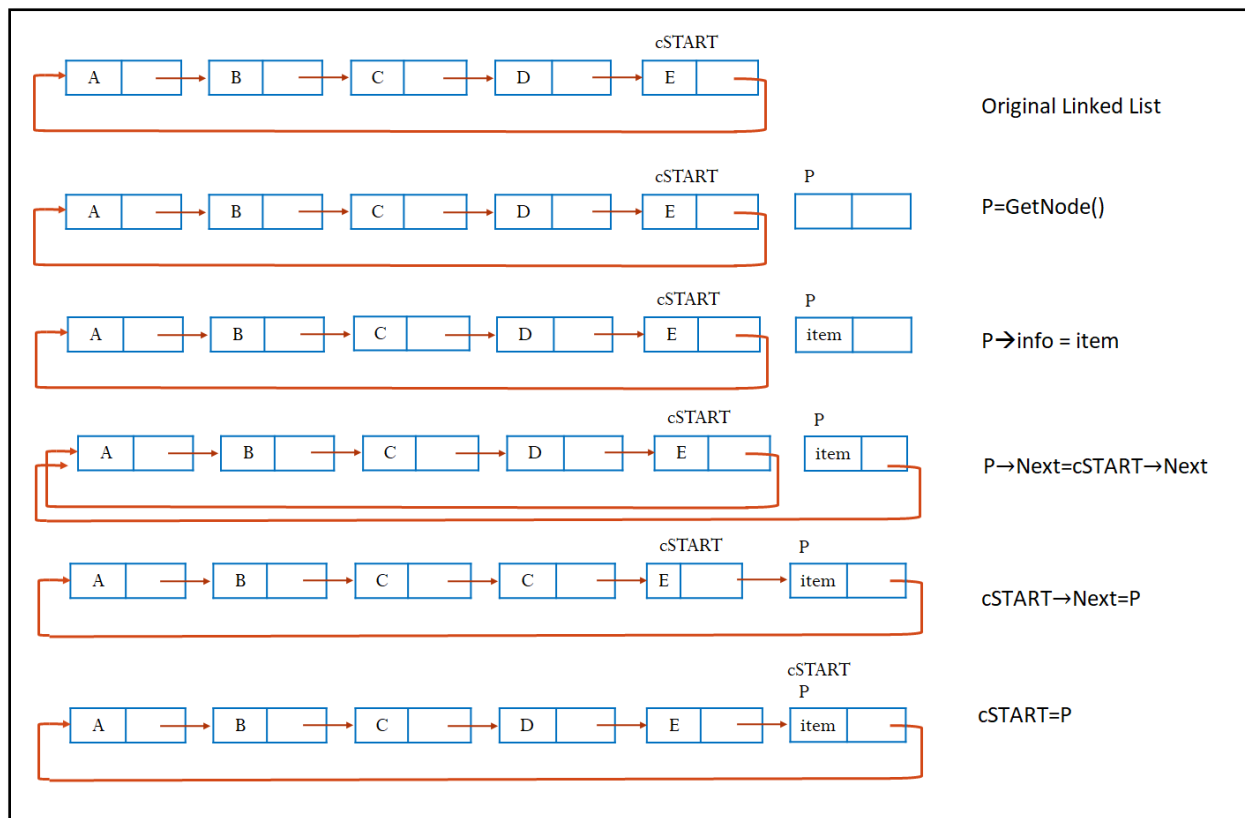 cSTART
A B C D E
Original Linked List
cSTART P
A B C D E
P=GetNode()
cSTART P
A B C D E item
P→info = item
cSTART P
A B C D E item
P→Next=cSTART→Next
cSTART P
A B C C E item
cSTART→Next=P
cSTART
P
A B C D E item
cSTART=P